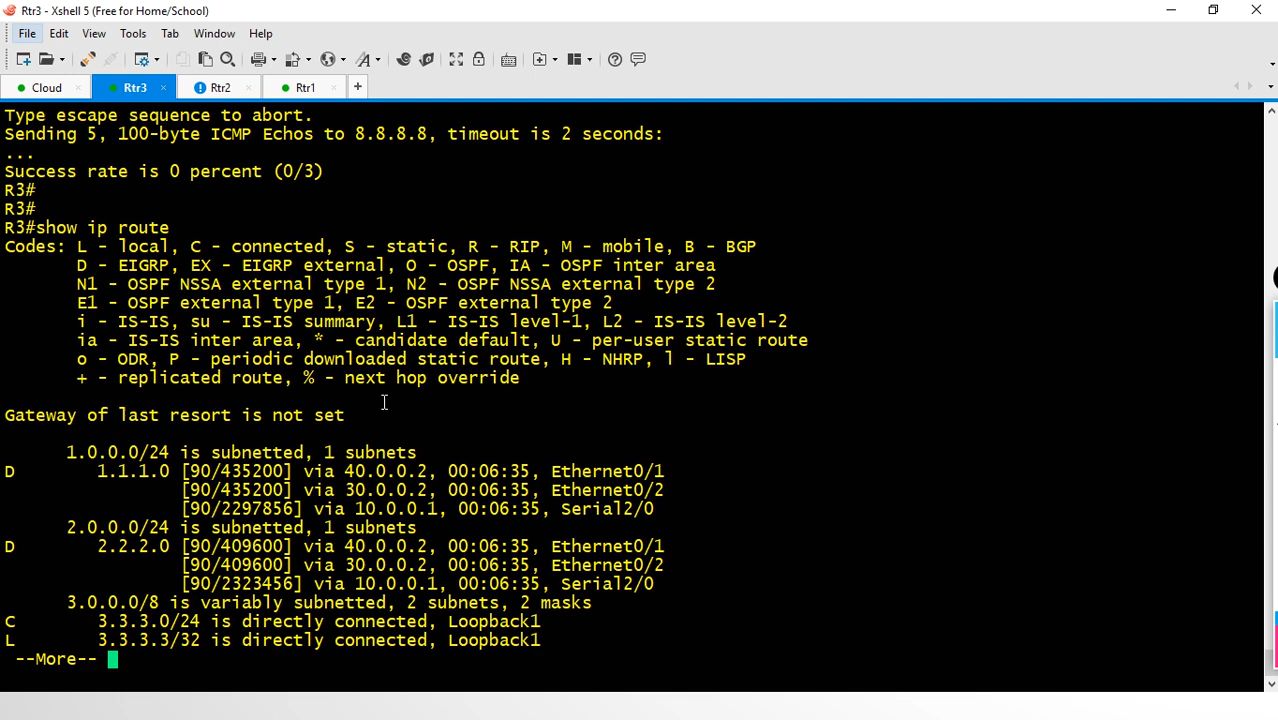 Rtr3 - Xshell 5 (Free for Home/School)
File Edit View Tools Tab Window Help
Cloud Rtr3 Rtr2 Rtr1
Type escape sequence to abort.
Sending 5, 100-byte ICMP Echos to 8.8.8.8, timeout is 2 seconds:
...
Success rate is 0 percent (0/3)
R3#
R3#
R3#show ip route
Codes: L - local, C - connected, S - static, R - RIP, M - mobile, B - BGP
D - EIGRP, EX - EIGRP external, O - OSPF, IA - OSPF inter area
N1 - OSPF NSSA external type 1, N2 - OSPF NSSA external type 2
E1 - OSPF external type 1, E2 - OSPF external type 2
i - IS-IS, su - IS-IS summary, L1 - IS-IS level-1, L2 - IS-IS level-2
ia - IS-IS inter area, * - candidate default, U - per-user static route
o - ODR, P - periodic downloaded static route, H - NHRP, l - LISP
+ - replicated route, % - next hop override
Gateway of last resort is not set
1.0.0.0/24 is subnetted, 1 subnets
D 1.1.1.0 [90/435200] via 40.0.0.2, 00:06:35, Ethernet0/1
[90/435200] via 30.0.0.2, 00:06:35, Ethernet0/2
[90/2297856] via 10.0.0.1, 00:06:35, Serial2/0
2.0.0.0/24 is subnetted, 1 subnets
D 2.2.2.0 [90/409600] via 40.0.0.2, 00:06:35, Ethernet0/1
[90/409600] via 30.0.0.2, 00:06:35, Ethernet0/2
[90/2323456] via 10.0.0.1, 00:06:35, Serial2/0
3.0.0.0/8 is variably subnetted, 2 subnets, 2 masks
C 3.3.3.0/24 is directly connected, Loopback1
L 3.3.3.3/32 is directly connected, Loopback1
--More--